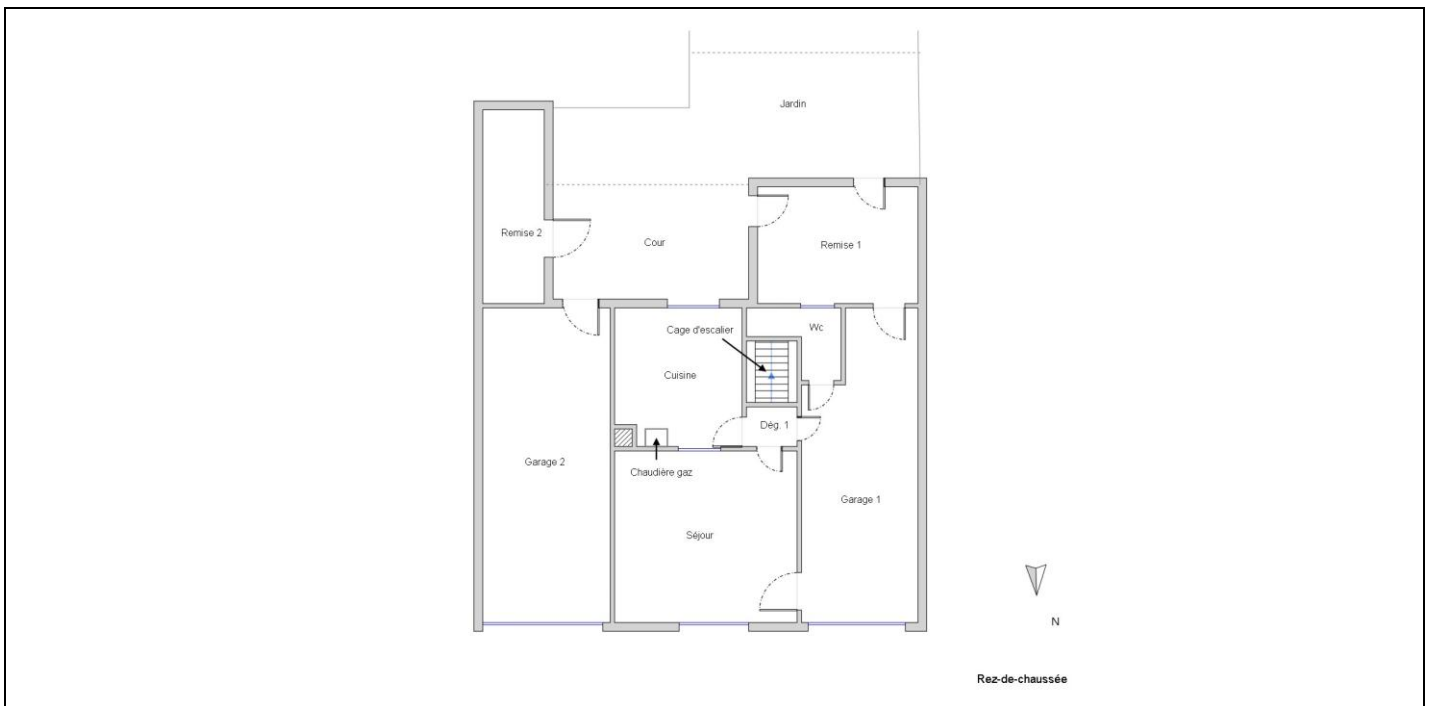 Jardin
Remise 2
Cour
Remise 1
Cage d'escalier
Wc
Cuisine
Dég. 1
Garage 2
Chaudière gaz
Garage 1
Séjour
N
Rez-de-chaussée